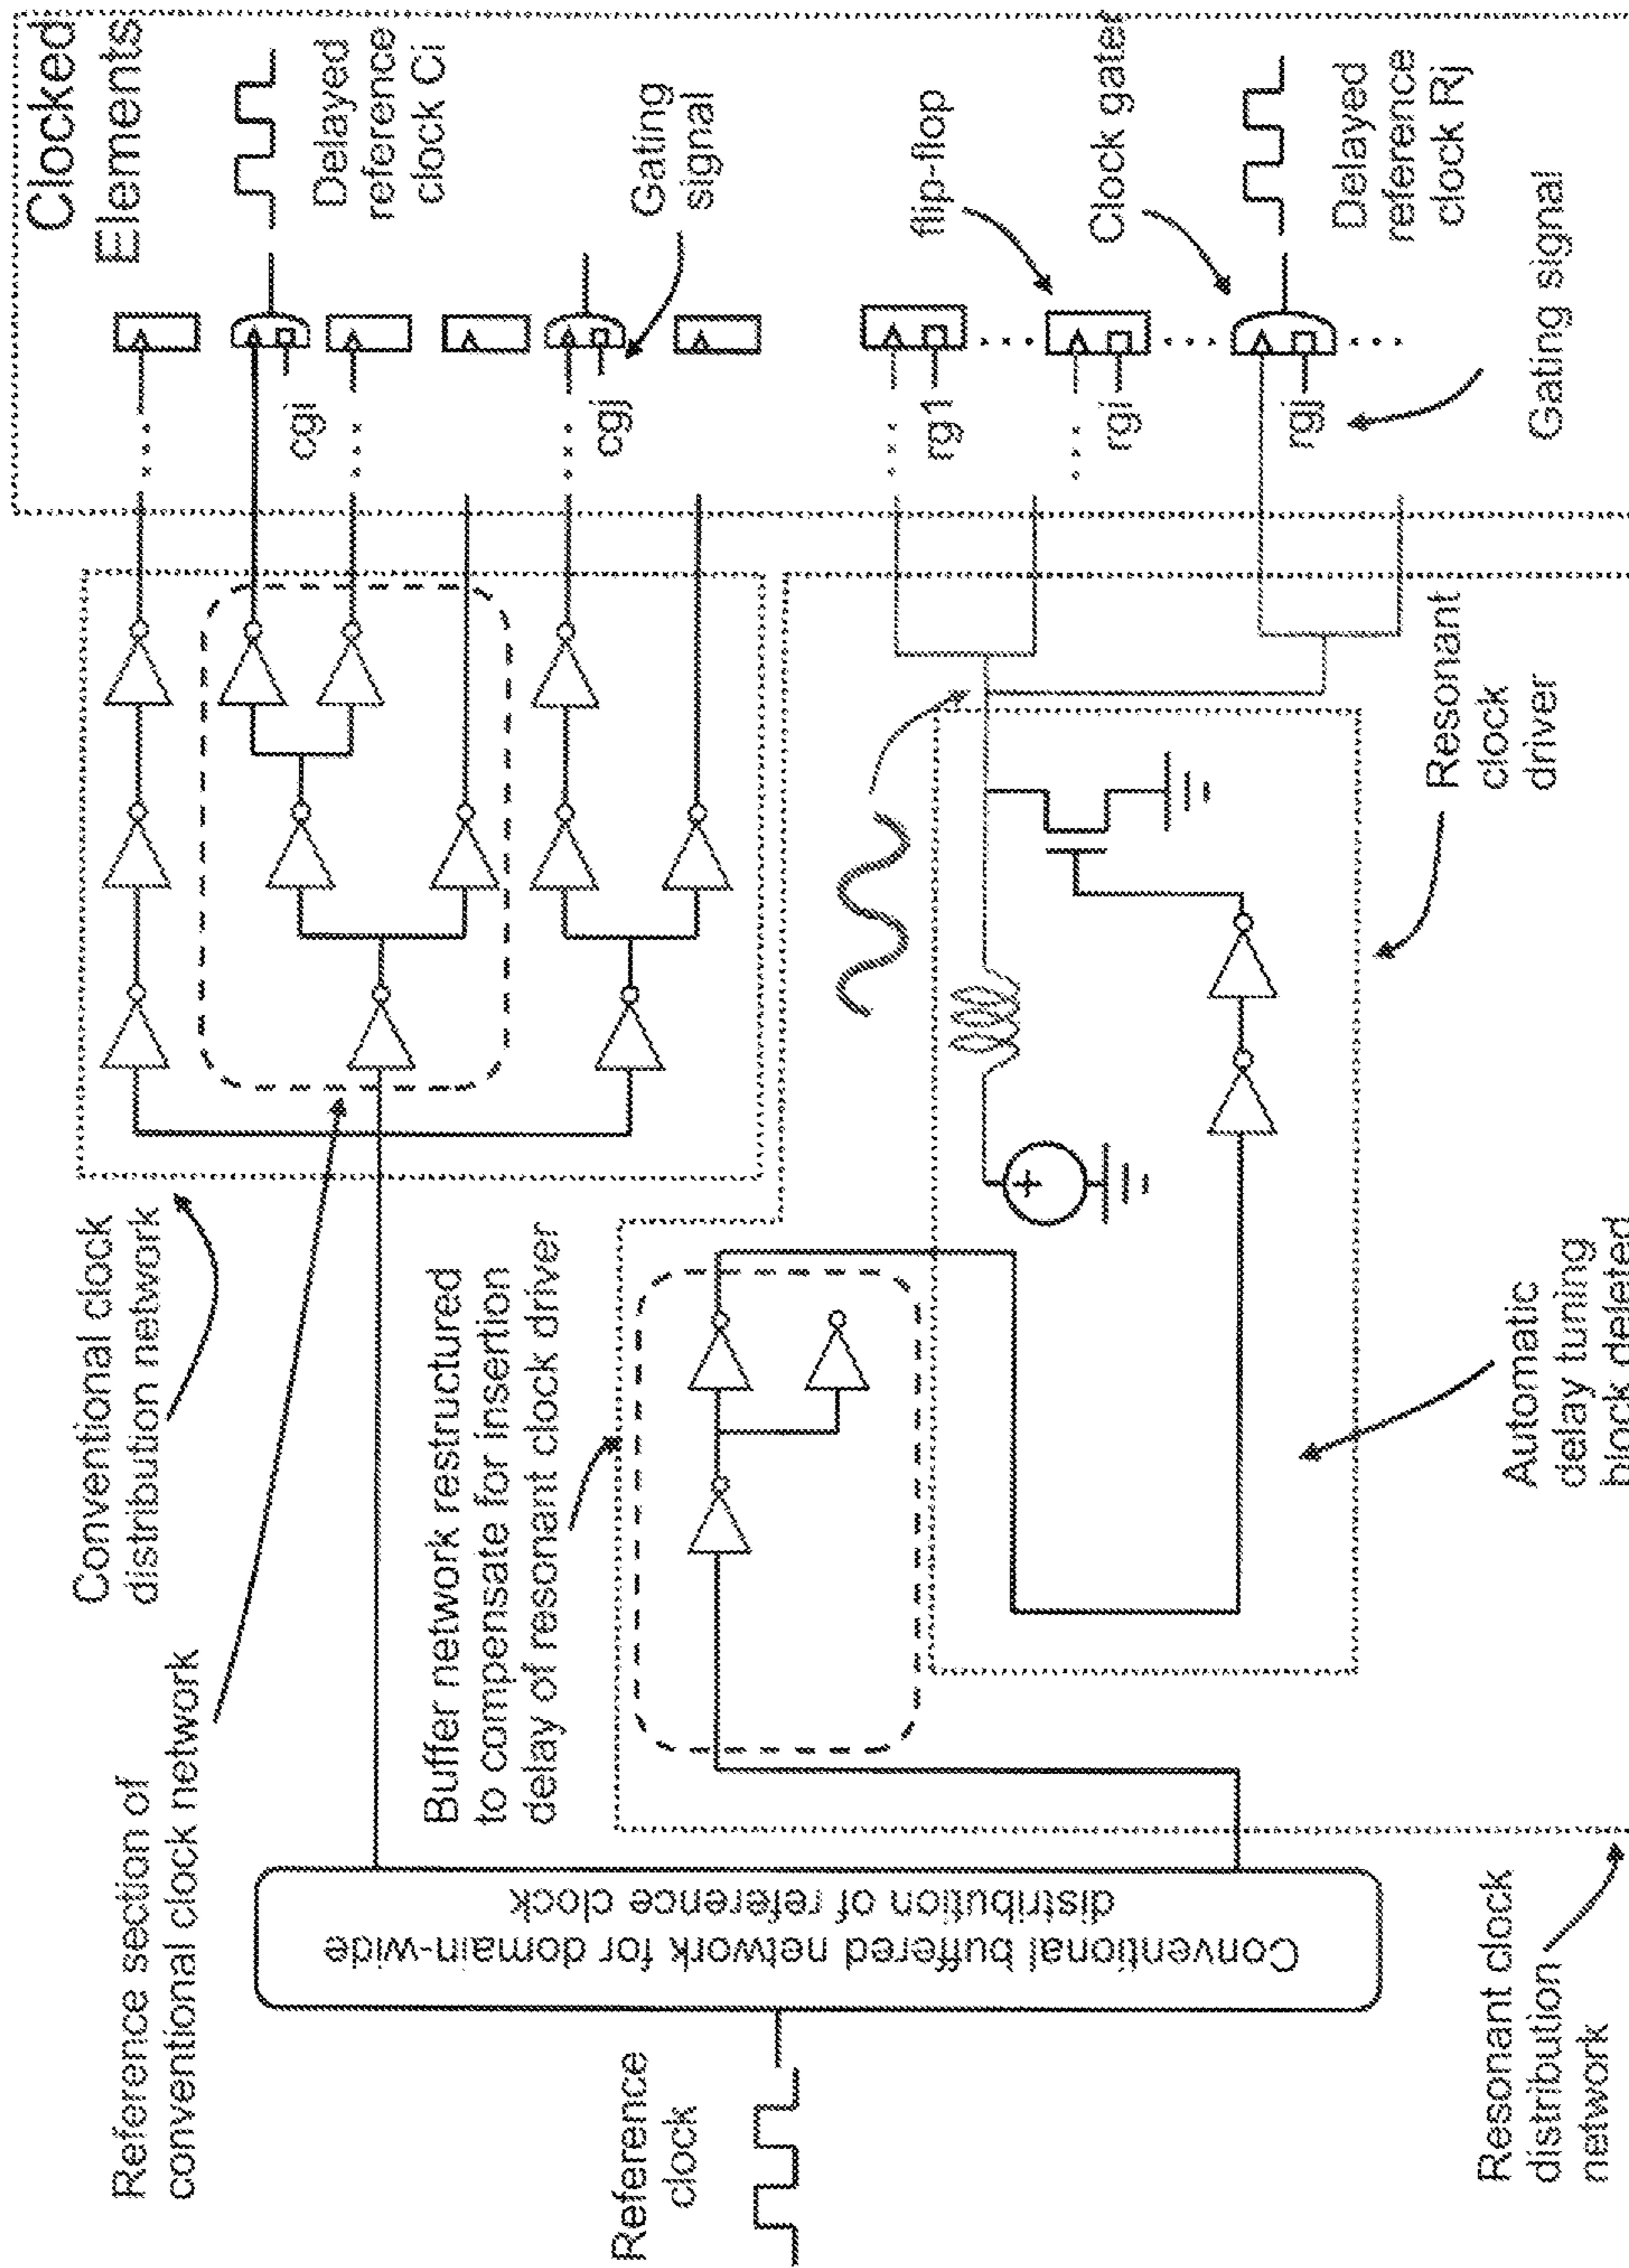 Reference
clock
Conventional buffered network for domain-wide
distribution of reference clock
Reference section of
conventional clock network
Conventional clock
distribution network
Buffer network restructured
to compensate for insertion
delay of resonant clock driver
Resonant clock
distribution
network
Automatic
delay tuning
block deleted
Resonant
clock
driver
Clocked
Elements
cgi
Delayed
reference
clock Ci
cgj
Gating
signal
rg1
flip-flop
rgi
Clock gater
rgj
Delayed
reference
clock Rj
Gating signal